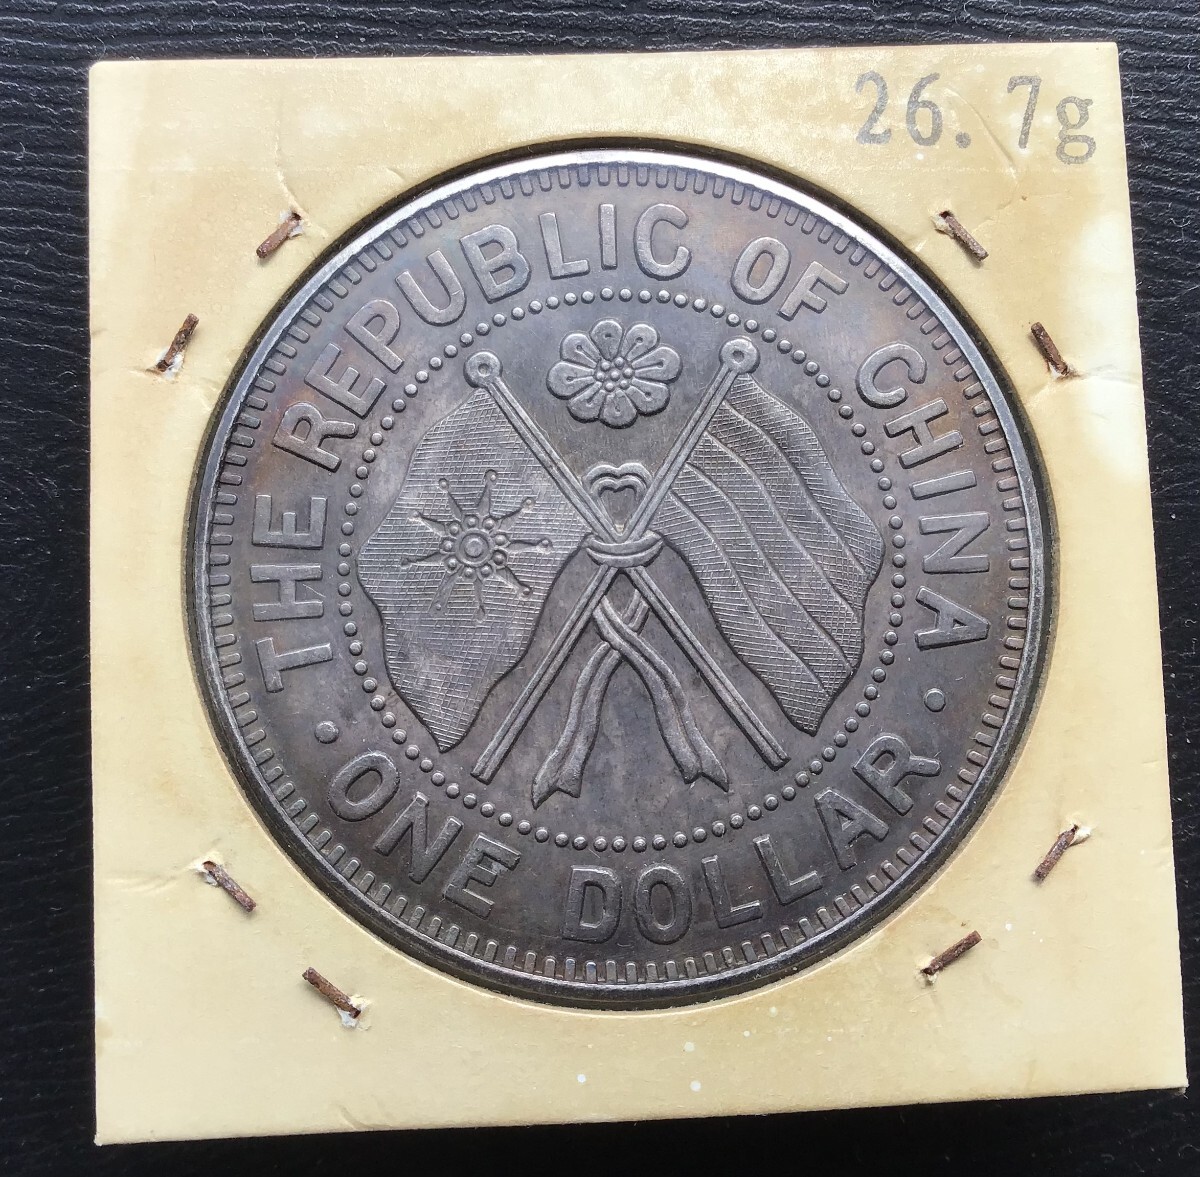 26.7g
THE REPUBLIC OF CHINA
· ONE DOLLAR ·